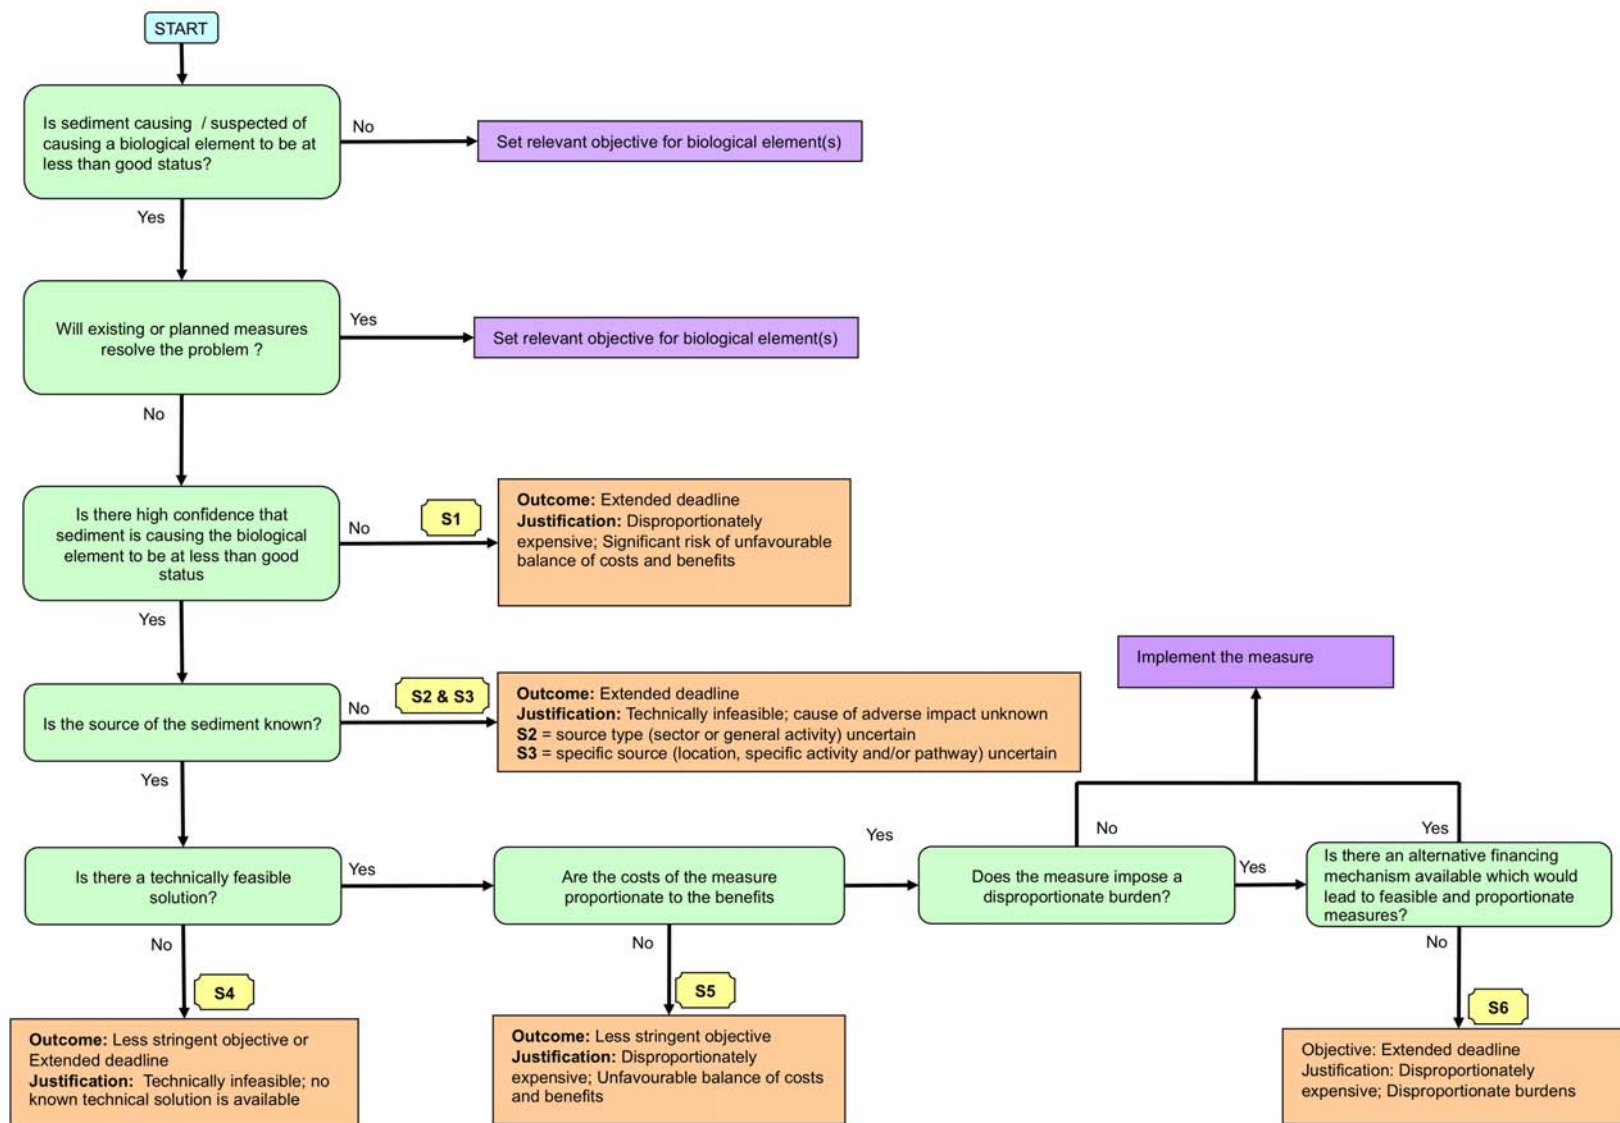 START
Is sediment causing / suspected of
causing a biological element to be at
less than good status?
No
Set relevant objective for biological element(s)
Yes
Will existing or planned measures
resolve the problem ?
Yes
Set relevant objective for biological element(s)
No
Is there high confidence that
sediment is causing the biological
element to be at less than good
status
No
S1
Outcome: Extended deadline
Justification: Disproportionately
expensive; Significant risk of unfavourable
balance of costs and benefits
Yes
Is the source of the sediment known?
No
S2 & S3
Outcome: Extended deadline
Justification: Technically infeasible; cause of adverse impact unknown
S2 = source type (sector or general activity) uncertain
S3 = specific source (location, specific activity and/or pathway) uncertain
Implement the measure
Yes
Is there a technically feasible
solution?
Yes
Are the costs of the measure
proportionate to the benefits
Yes
Does the measure impose a
disproportionate burden?
No
Yes
Is there an alternative financing
mechanism available which would
lead to feasible and proportionate
measures?
Yes
No
S4
Outcome: Less stringent objective or
Extended deadline
Justification: Technically infeasible; no
known technical solution is available
No
S5
Outcome: Less stringent objective
Justification: Disproportionately
expensive; Unfavourable balance of costs
and benefits
No
S6
Objective: Extended deadline
Justification: Disproportionately
expensive; Disproportionate burdens